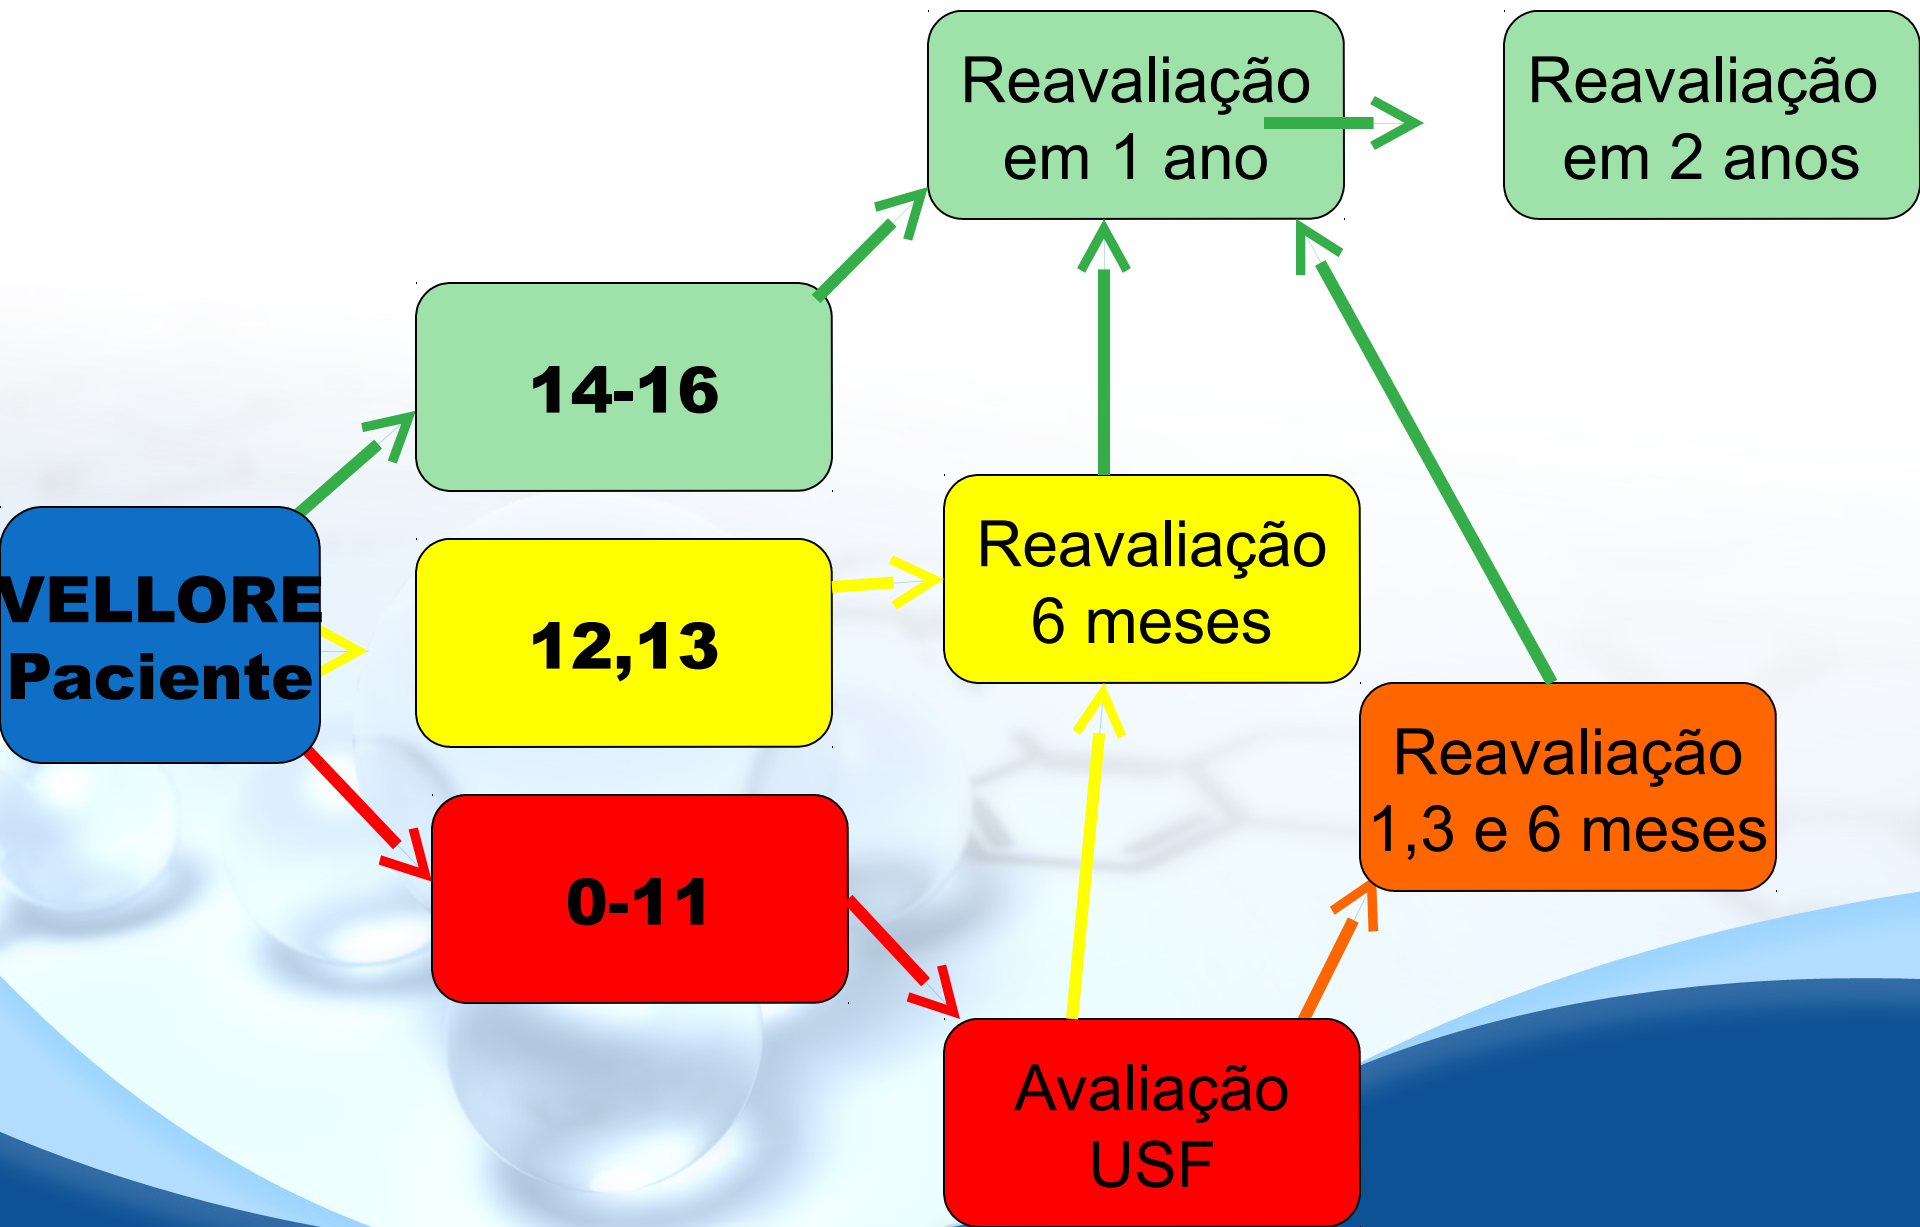 Reavaliação
em 1 ano
Reavaliação
em 2 anos
14-16
VELLORE
Paciente
12,13
Reavaliação
6 meses
0-11
Reavaliação
1,3 e 6 meses
Avaliação
USF